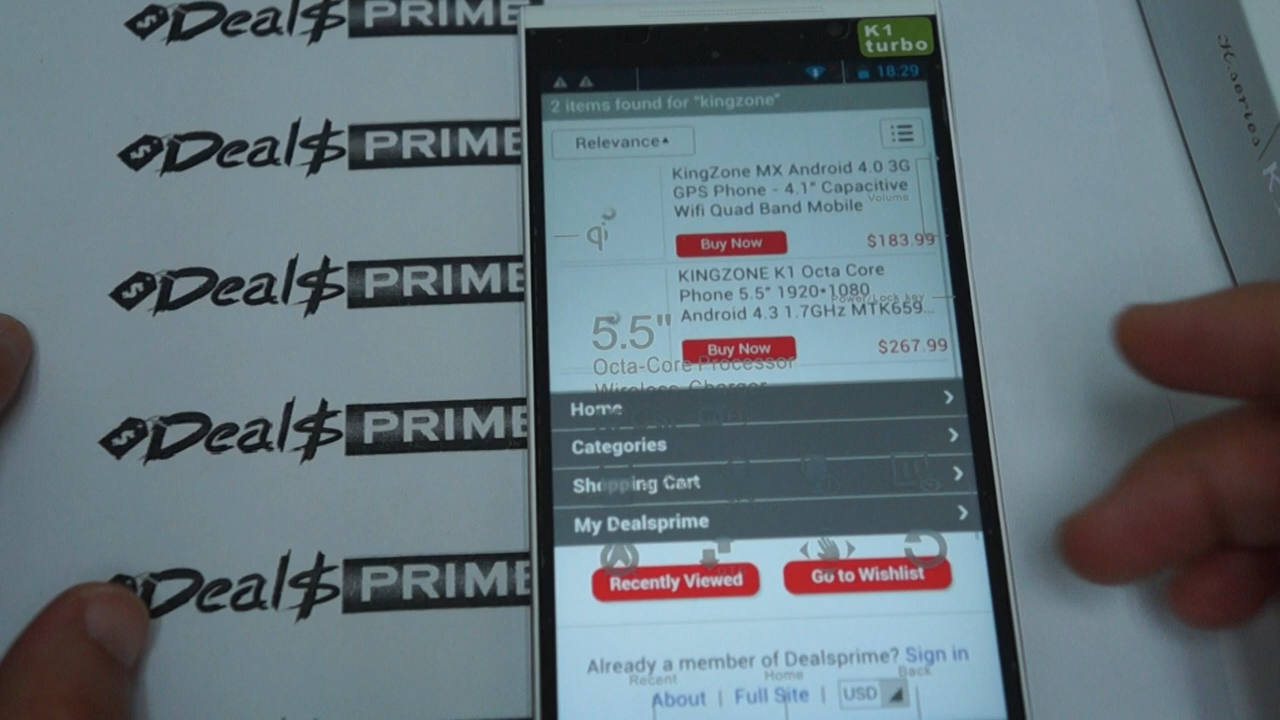 Deal$ PRIME
Deal$ PRIME
Deal$ PRIME
Deal$ PRIME
Deal$ PRIME
K1
turbo
18:29
2 items found for "kingzone"
Relevance
KingZone MX Android 4.0 3G
GPS Phone - 4.1" Capacitive
Wifi Quad Band Mobile
Volume
qi
Buy Now
$183.99
KINGZONE K1 Octa Core
Phone 5.5" 1920*1080
Power/Lock key
Android 4.3 1.7GHz MTK659...
5.5"
Buy Now
$267.99
Octa-Core Processor
Wireless Charger
Home
Categories
Shopping Cart
My Dealsprime
Recently Viewed
Go to Wishlist
Already a member of Dealsprime? Sign in
Recent
Home
Back
About | Full Site | USD
K-series/